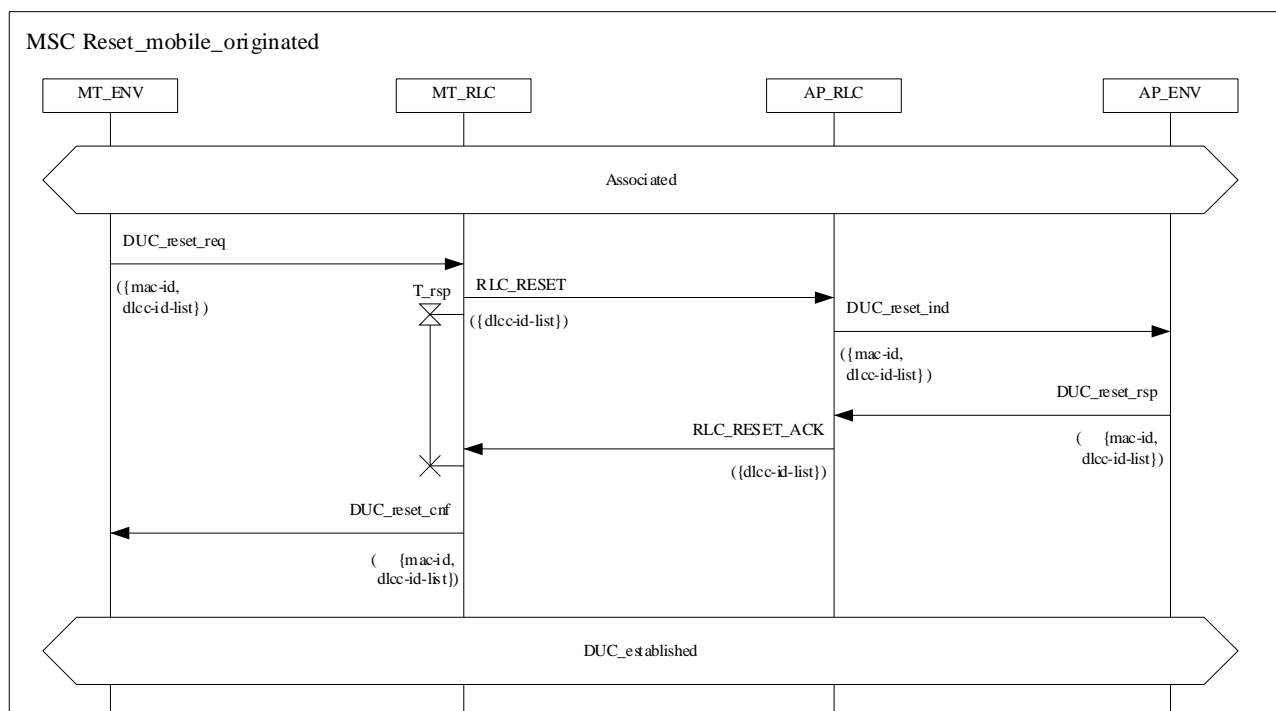 MSC Reset_mobile_originated
MT_ENV
MT_RLC
AP_RLC
AP_ENV
Associated
DUC_reset_req
({mac-id,
dlcc-id-list})
T_rsp
RLC_RESET
({dlcc-id-list})
DUC_reset_ind
({mac-id,
dlcc-id-list})
DUC_reset_rsp
( {mac-id,
dlcc-id-list})
RLC_RESET_ACK
({dlcc-id-list})
DUC_reset_cnf
( {mac-id,
dlcc-id-list})
DUC_established